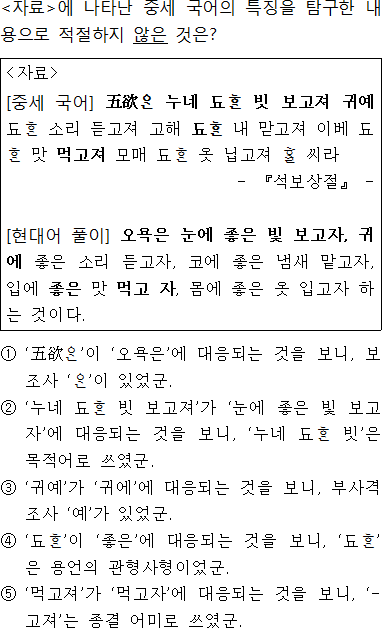 <자료>에 나타난 중세 국어의 특징을 탐구한 내
용으로 적절하지 않은 것은?
<자료>
[중세 국어] 五欲은 누네 됴ᄒᆞᆫ 빗 보고져 귀예
됴ᄒᆞᆫ 소리 듣고져 고해 됴ᄒᆞᆫ 내 맏고져 이베 됴
ᄒᆞᆫ 맛 먹고져 모매 됴ᄒᆞᆫ 옷 닙고져 ᄒᆞᆯ 씨라
- 『석보상절』 -
[현대어 풀이] 오욕은 눈에 좋은 빛 보고자, 귀
에 좋은 소리 듣고자, 코에 좋은 냄새 맡고자,
입에 좋은 맛 먹고 자, 몸에 좋은 옷 입고자 하
는 것이다.
① ‘五欲은’이 ‘오욕은’에 대응되는 것을 보니, 보
조사 ‘은’이 있었군.
② ‘누네 됴ᄒᆞᆫ 빗 보고져’가 ‘눈에 좋은 빛 보고
자’에 대응되는 것을 보니, ‘누네 됴ᄒᆞᆫ 빗’은
목적어로 쓰였군.
③ ‘귀예’가 ‘귀에’에 대응되는 것을 보니, 부사격
조사 ‘예’가 있었군.
④ ‘됴ᄒᆞᆫ’이 ‘좋은’에 대응되는 것을 보니, ‘됴ᄒᆞᆫ’
은 용언의 관형사형이었군.
⑤ ‘먹고져’가 ‘먹고자’에 대응되는 것을 보니, ‘-
고져’는 종결 어미로 쓰였군.